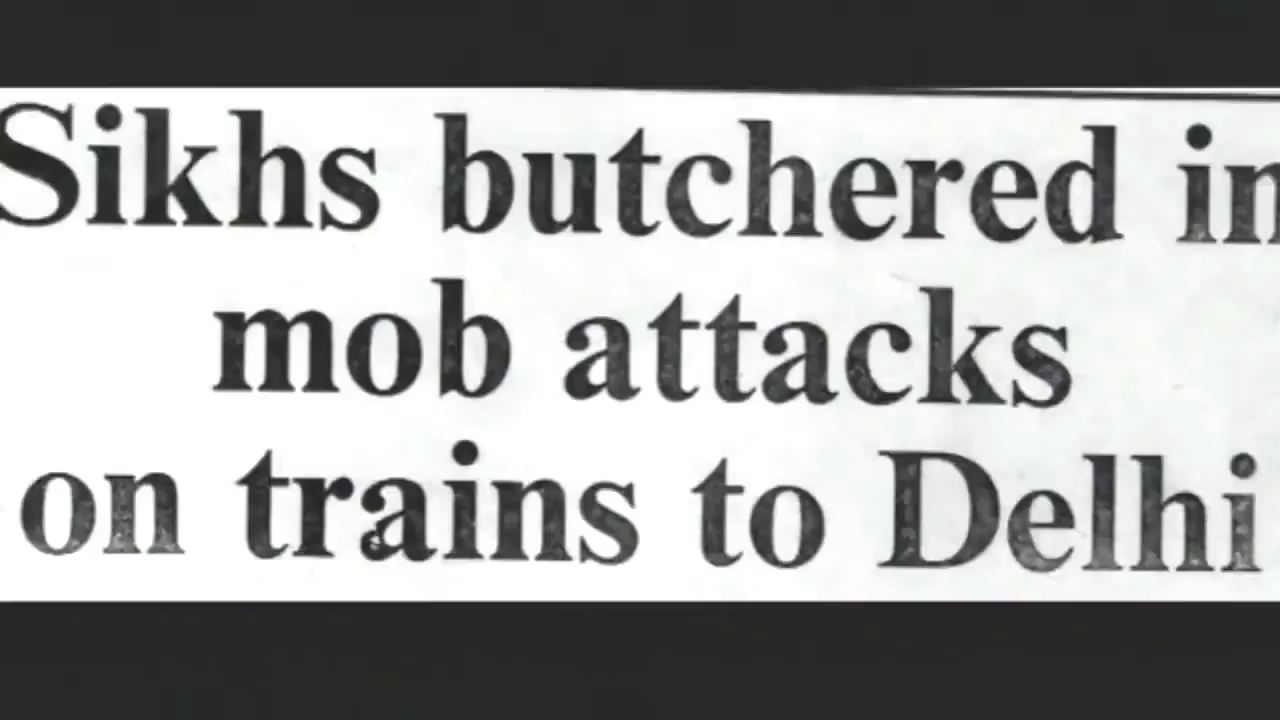 Sikhs butchered in
mob attacks
on trains to Delhi